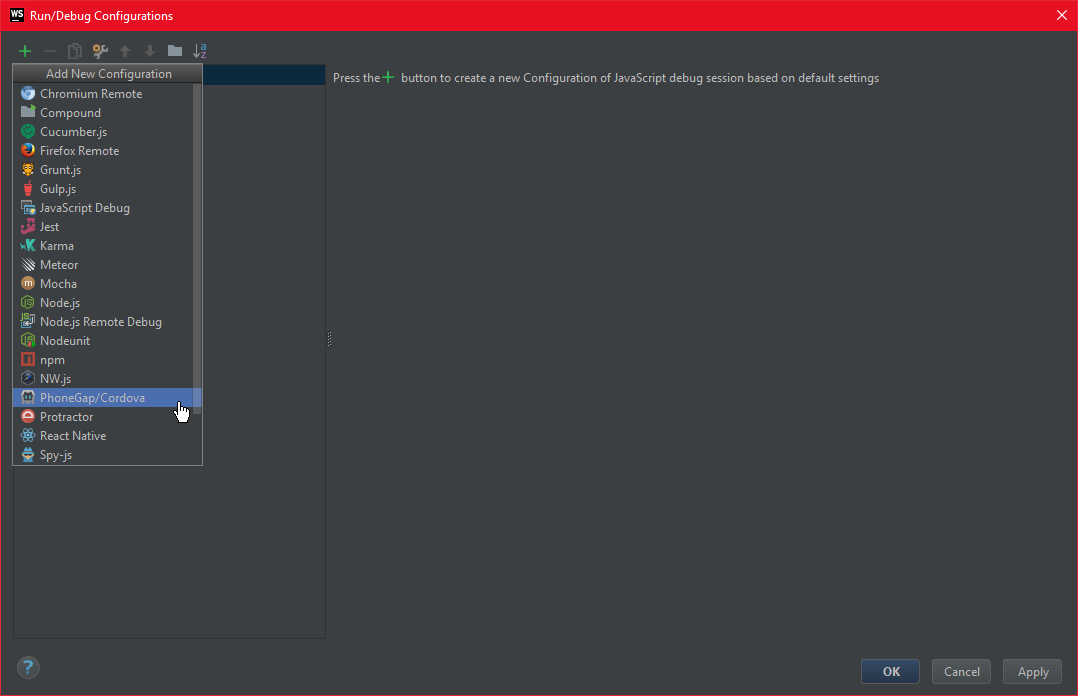 WS Run/Debug Configurations
Add New Configuration
Press the + button to create a new Configuration of JavaScript debug session based on default settings
Chromium Remote
Compound
Cucumber.js
Firefox Remote
Grunt.js
Gulp.js
JavaScript Debug
Jest
Karma
Meteor
Mocha
Node.js
Node.js Remote Debug
Nodeunit
npm
NW.js
PhoneGap/Cordova
Protractor
React Native
Spy-js
? OK Cancel Apply